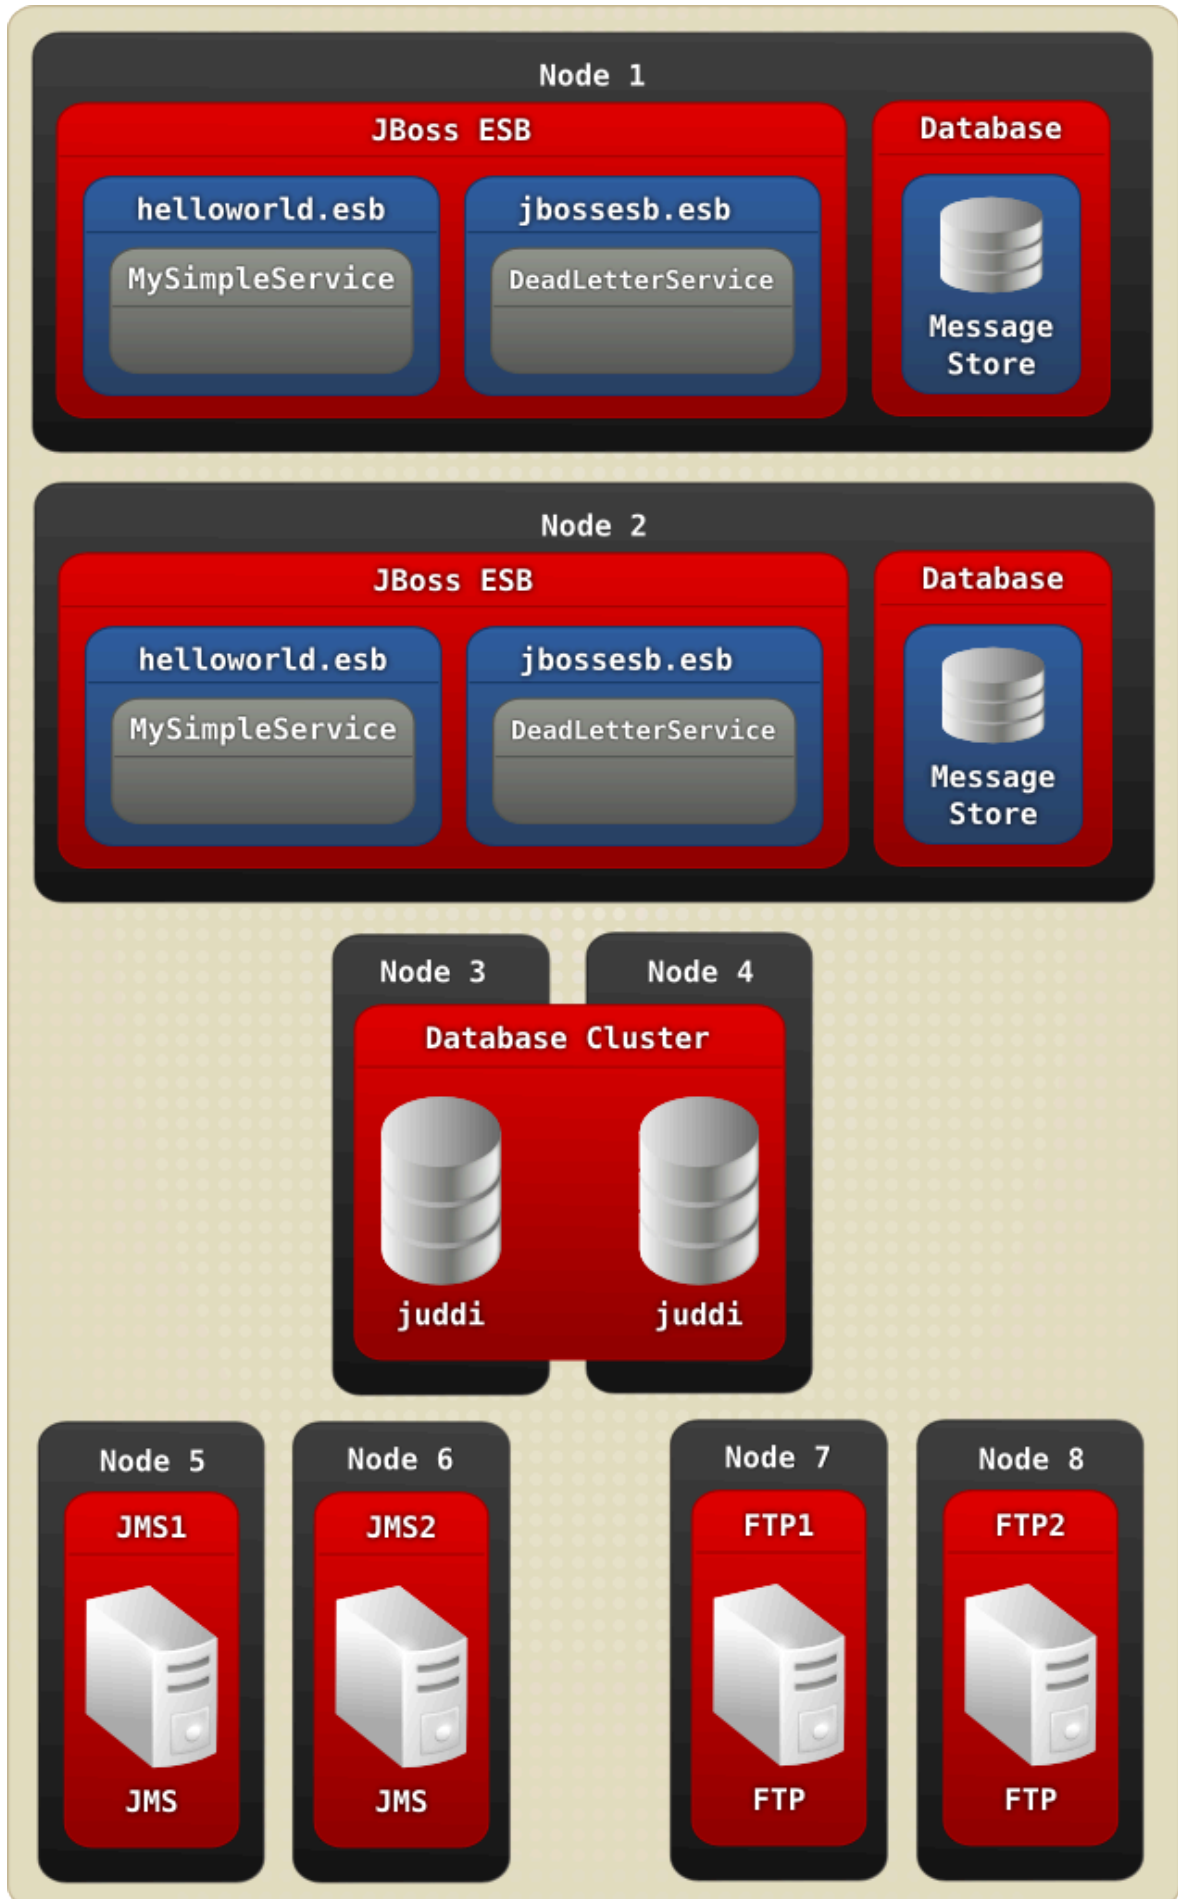 Node 1
JBoss ESB
Database
helloworld.esb
jbossesb.esb
MySimpleService
DeadLetterService
Message
Store
Node 2
JBoss ESB
Database
helloworld.esb
jbossesb.esb
MySimpleService
DeadLetterService
Message
Store
Node 3
Node 4
Database Cluster
juddi
juddi
Node 5
Node 6
Node 7
Node 8
JMS1
JMS2
FTP1
FTP2
JMS
JMS
FTP
FTP